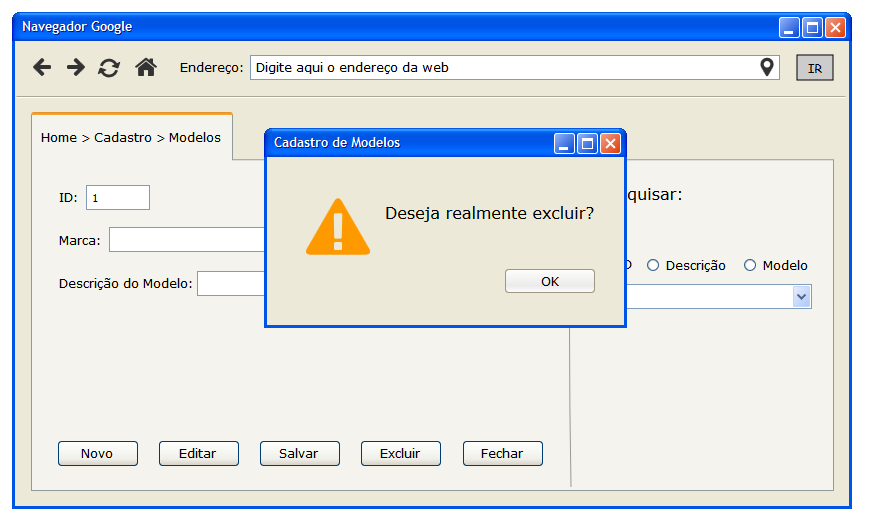 Navegador Google
Endereço: Digite aqui o endereço da web IR
Home > Cadastro > Modelos
Cadastro de Modelos
Deseja realmente excluir?
OK
ID: 1
Marca:
Descrição do Modelo:
quisar:
Descrição Modelo
Novo Editar Salvar Excluir Fechar